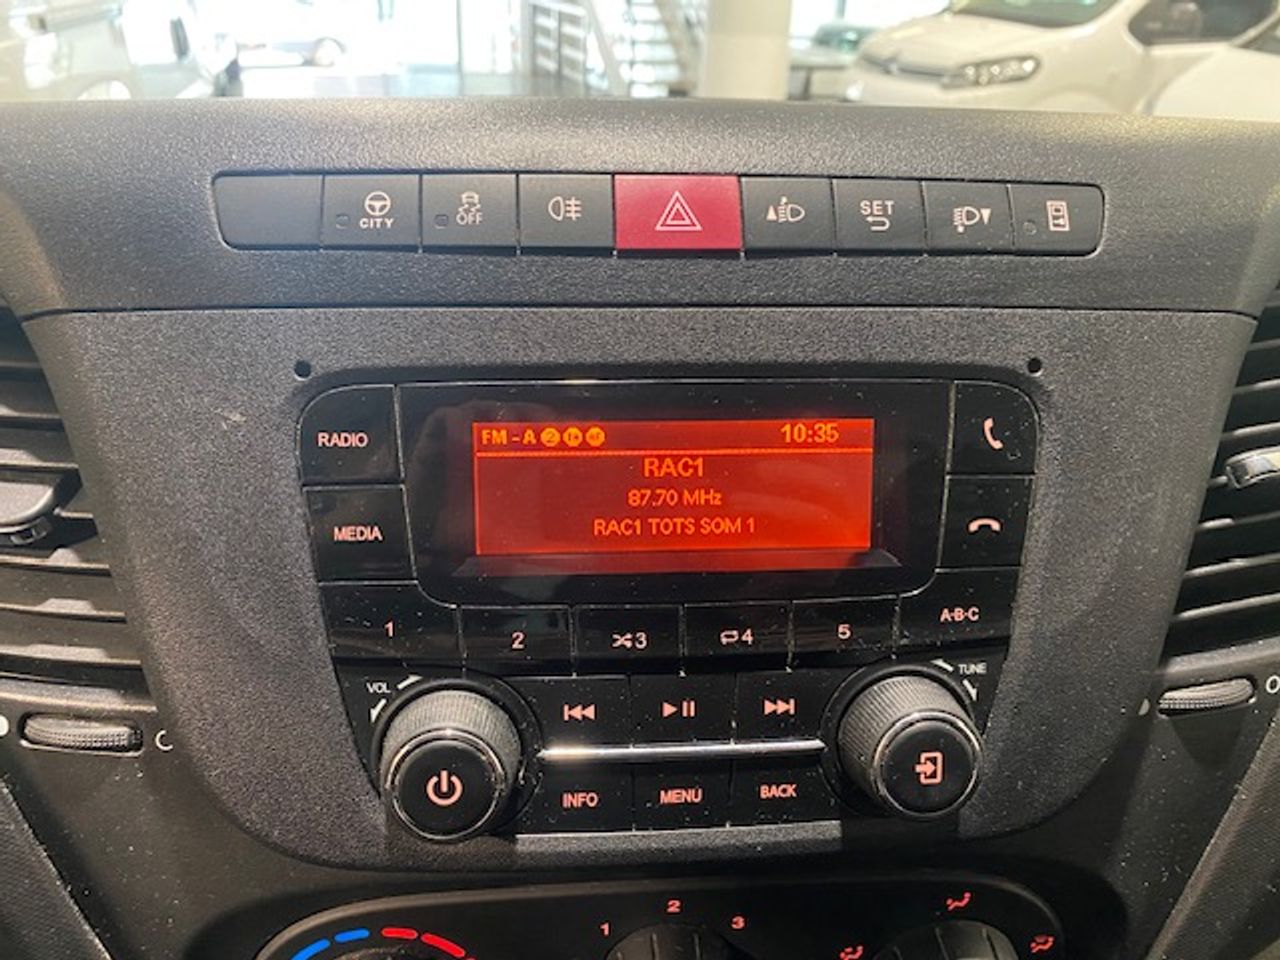 CITY
OFF
SET
RADIO
FM - A 2
10:35
RAC1
87.70 MHz
RAC1 TOTS SOM 1
MEDIA
1
2
3
4
5
A-B-C
VOL
TUNE
INFO
MENU
BACK
1
2
3